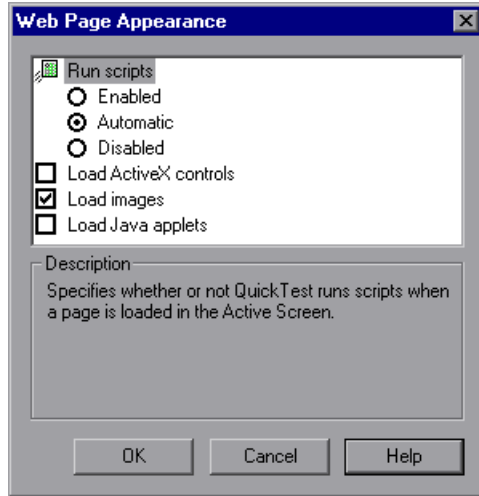 Web Page Appearance
Run scripts
Enabled
Automatic
Disabled
Load ActiveX controls
Load images
Load Java applets
Description
Specifies whether or not QuickTest runs scripts when
a page is loaded in the Active Screen.
OK Cancel Help